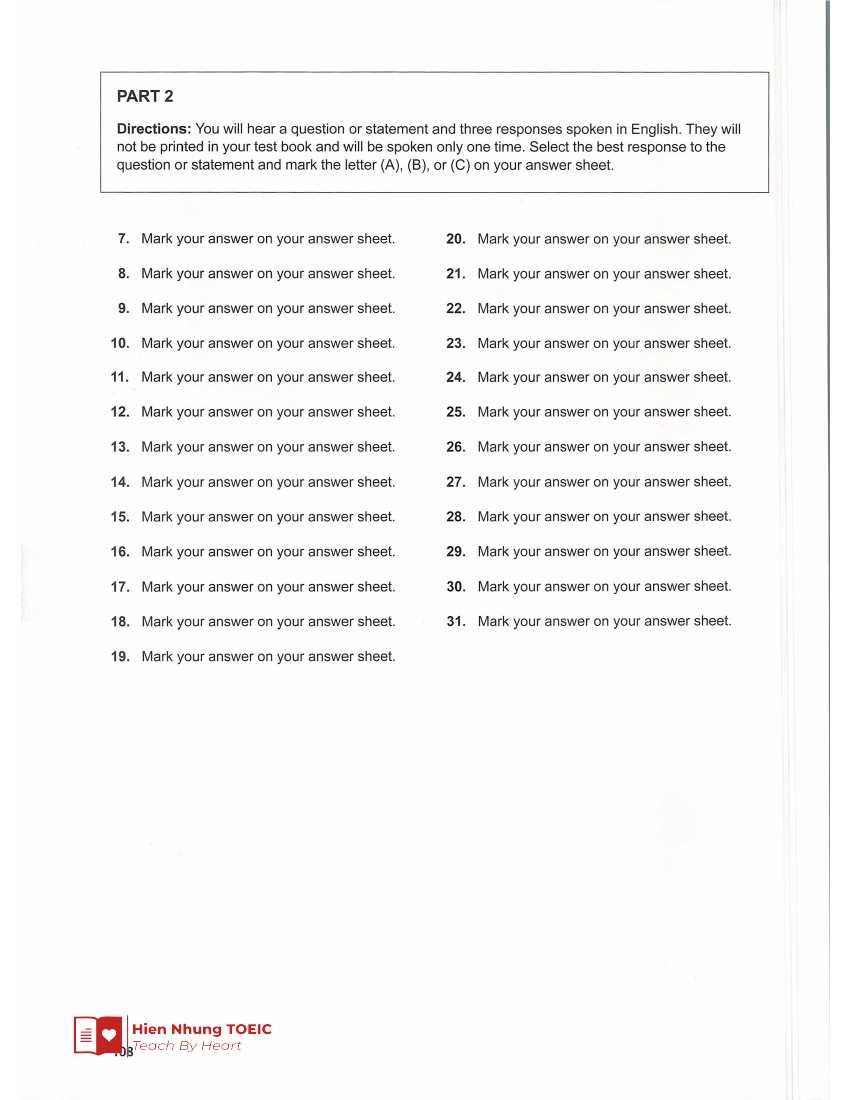 PART 2
Directions: You will hear a question or statement and three responses spoken in English. They will
not be printed in your test book and will be spoken only one time. Select the best response to the
question or statement and mark the letter (A), (B), or (C) on your answer sheet.
7. Mark your answer on your answer sheet.
8. Mark your answer on your answer sheet.
9. Mark your answer on your answer sheet.
10. Mark your answer on your answer sheet.
11. Mark your answer on your answer sheet.
12. Mark your answer on your answer sheet.
13. Mark your answer on your answer sheet.
14. Mark your answer on your answer sheet.
15. Mark your answer on your answer sheet.
16. Mark your answer on your answer sheet.
17. Mark your answer on your answer sheet.
18. Mark your answer on your answer sheet.
19. Mark your answer on your answer sheet.
20. Mark your answer on your answer sheet.
21. Mark your answer on your answer sheet.
22. Mark your answer on your answer sheet.
23. Mark your answer on your answer sheet.
24. Mark your answer on your answer sheet.
25. Mark your answer on your answer sheet.
26. Mark your answer on your answer sheet.
27. Mark your answer on your answer sheet.
28. Mark your answer on your answer sheet.
29. Mark your answer on your answer sheet.
30. Mark your answer on your answer sheet.
31. Mark your answer on your answer sheet.
Hien Nhung TOEIC
Teach By Heart